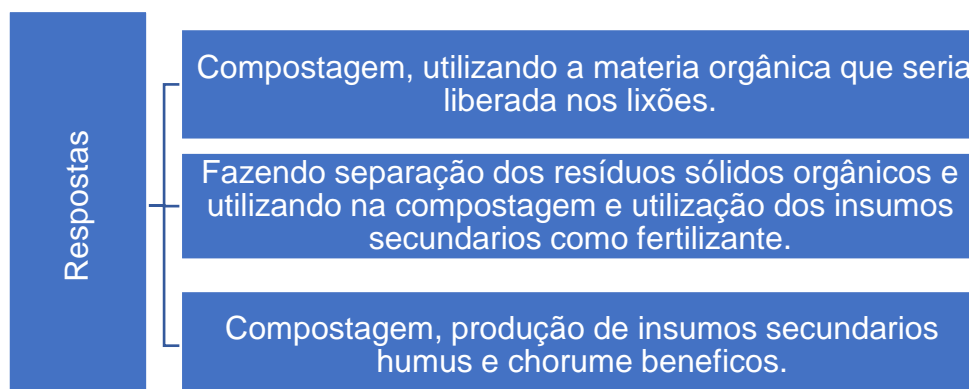 Respostas
Compostagem, utilizando a materia orgânica que seria
liberada nos lixões.
Fazendo separação dos resíduos sólidos orgânicos e
utilizando na compostagem e utilização dos insumos
secundarios como fertilizante.
Compostagem, produção de insumos secundarios
humus e chorume beneficos.